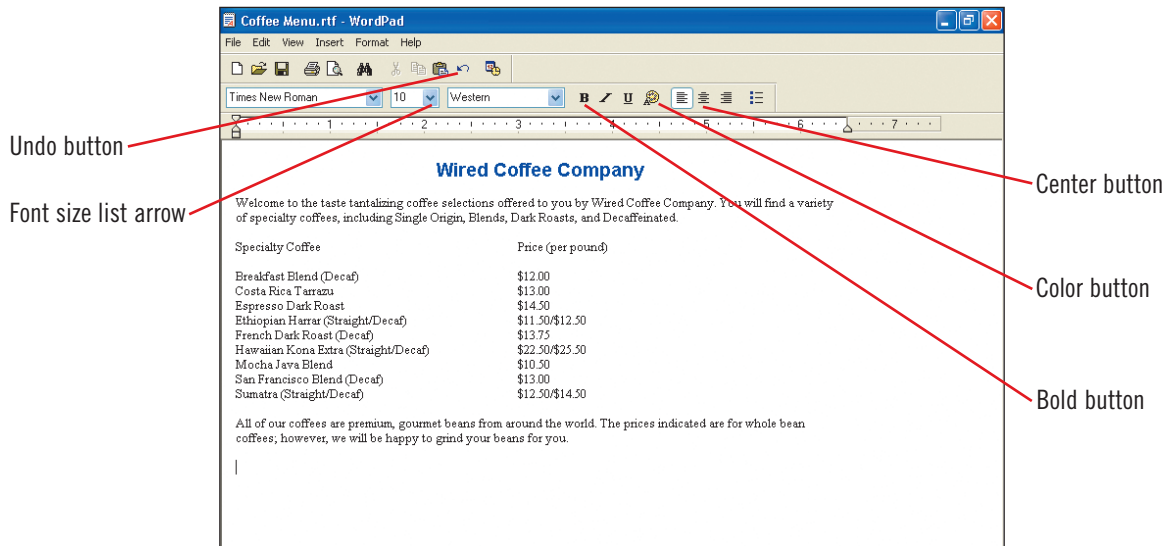 Coffee Menu.rtf - WordPad
File Edit View Insert Format Help
Times New Roman 10 Western B I U
1 2 3 4 5 6 7
Undo button
Font size list arrow
Center button
Color button
Bold button
Wired Coffee Company
Welcome to the taste tantalizing coffee selections offered to you by Wired Coffee Company. You will find a variety
of specialty coffees, including Single Origin, Blends, Dark Roasts, and Decaffeinated.
Specialty Coffee Price (per pound)
Breakfast Blend (Decaf) $12.00
Costa Rica Tarrazu $13.00
Espresso Dark Roast $14.50
Ethiopian Harrar (Straight/Decaf) $11.50/$12.50
French Dark Roast (Decaf) $13.75
Hawaiian Kona Extra (Straight/Decaf) $22.50/$25.50
Mocha Java Blend $10.50
San Francisco Blend (Decaf) $13.00
Sumatra (Straight/Decaf) $12.50/$14.50
All of our coffees are premium, gourmet beans from around the world. The prices indicated are for whole bean
coffees; however, we will be happy to grind your beans for you.